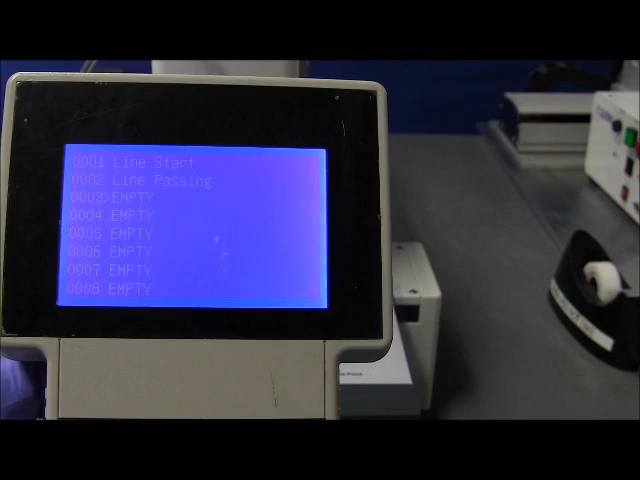 0001 Line Start
0002 Line Passing
0003>EMPTY
0004 EMPTY
0005 EMPTY
0006 EMPTY
0007 EMPTY
0008 EMPTY